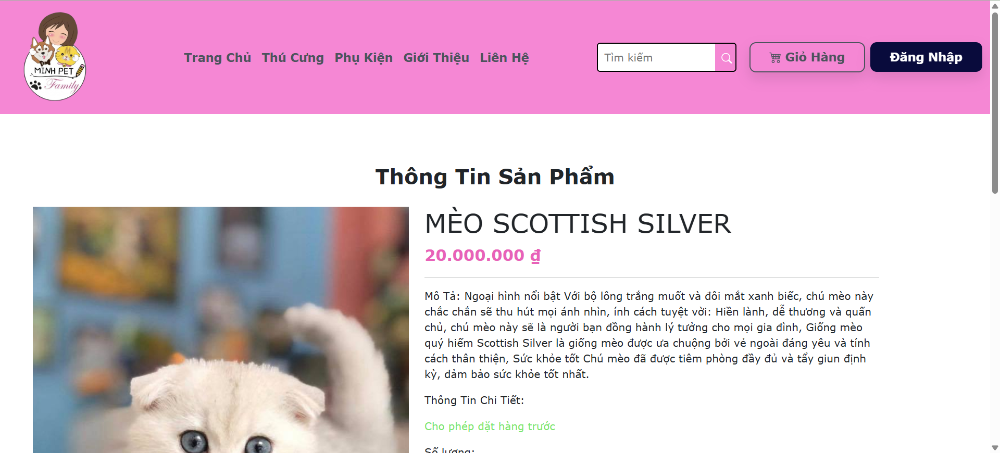 MINH PET
Family
Trang Chủ
Thú Cưng
Phụ Kiện
Giới Thiệu
Liên Hệ
Tìm kiếm
Giỏ Hàng
Đăng Nhập
Thông Tin Sản Phẩm
MÈO SCOTTISH SILVER
20.000.000 ₫
Mô Tả: Ngoại hình nổi bật Với bộ lông trắng muốt và đôi mắt xanh biếc, chú mèo này
chắc chắn sẽ thu hút mọi ánh nhìn, ính cách tuyệt vời: Hiền lành, dễ thương và quấn
chủ, chú mèo này sẽ là người bạn đồng hành lý tưởng cho mọi gia đình, Giống mèo
quý hiếm Scottish Silver là giống mèo được ưa chuộng bởi vẻ ngoài đáng yêu và tính
cách thân thiện, Sức khỏe tốt Chú mèo đã được tiêm phòng đầy đủ và tẩy giun định
kỳ, đảm bảo sức khỏe tốt nhất.
Thông Tin Chi Tiết:
Cho phép đặt hàng trước
Số lượng: